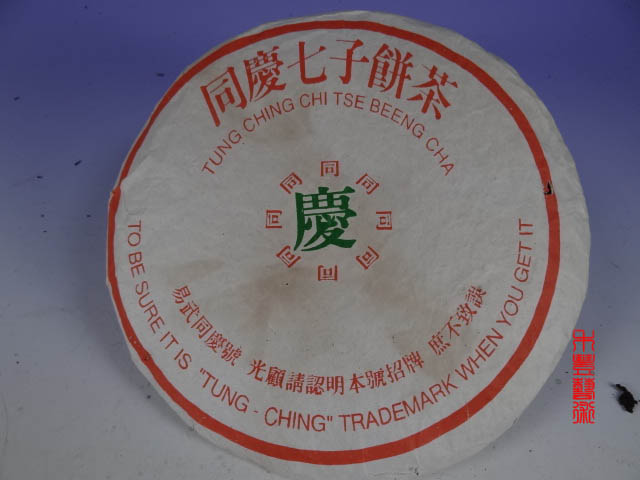 同慶七子餅茶
TUNG CHING CHI TSE BEENG CHA
同 同 同 同 同 同 同 同
慶
易武同慶號 光顧請認明本號招牌 庶不致誤
TO BE SURE IT IS "TUNG - CHING" TRADEMARK WHEN YOU GET IT